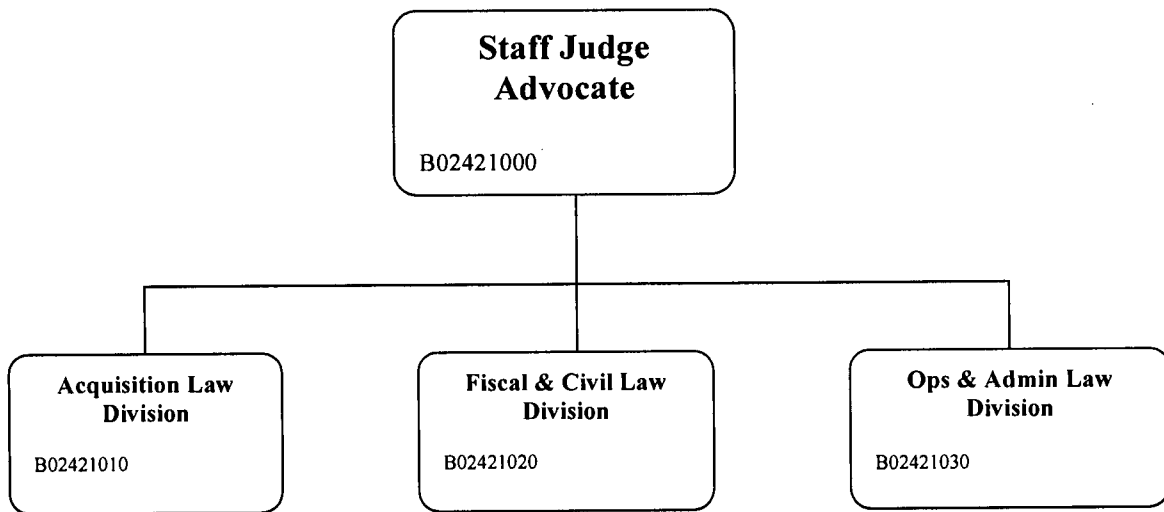 Staff Judge
Advocate
B02421000
Acquisition Law
Division
B02421010
Fiscal & Civil Law
Division
B02421020
Ops & Admin Law
Division
B02421030